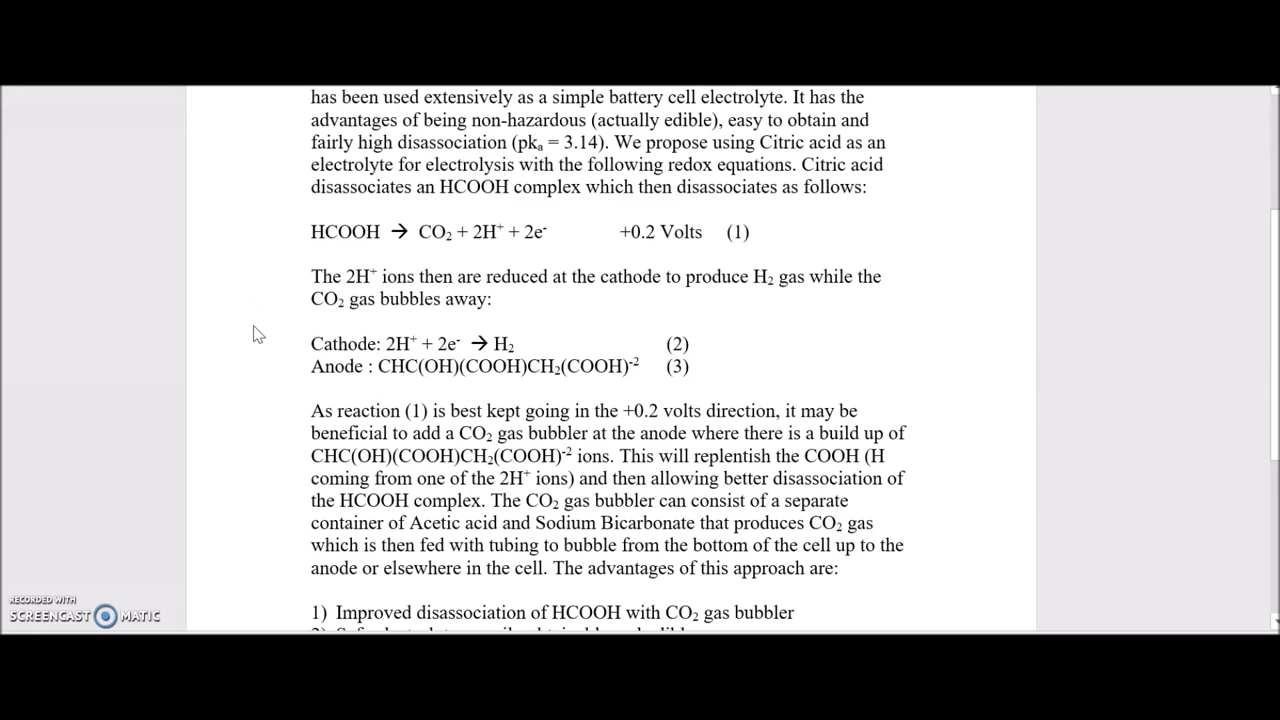 has been used extensively as a simple battery cell electrolyte. It has the
advantages of being non-hazardous (actually edible), easy to obtain and
fairly high disassociation (pkₐ = 3.14). We propose using Citric acid as an
electrolyte for electrolysis with the following redox equations. Citric acid
disassociates an HCOOH complex which then disassociates as follows:
HCOOH → CO₂ + 2H⁺ + 2e⁻ +0.2 Volts (1)
The 2H⁺ ions then are reduced at the cathode to produce H₂ gas while the
CO₂ gas bubbles away:
Cathode: 2H⁺ + 2e⁻ → H₂ (2)
Anode : CHC(OH)(COOH)CH₂(COOH)⁻² (3)
As reaction (1) is best kept going in the +0.2 volts direction, it may be
beneficial to add a CO₂ gas bubbler at the anode where there is a build up of
CHC(OH)(COOH)CH₂(COOH)⁻² ions. This will replentish the COOH (H
coming from one of the 2H⁺ ions) and then allowing better disassociation of
the HCOOH complex. The CO₂ gas bubbler can consist of a separate
container of Acetic acid and Sodium Bicarbonate that produces CO₂ gas
which is then fed with tubing to bubble from the bottom of the cell up to the
anode or elsewhere in the cell. The advantages of this approach are:
1) Improved disassociation of HCOOH with CO₂ gas bubbler
RECORDED WITH
SCREENCAST MATIC